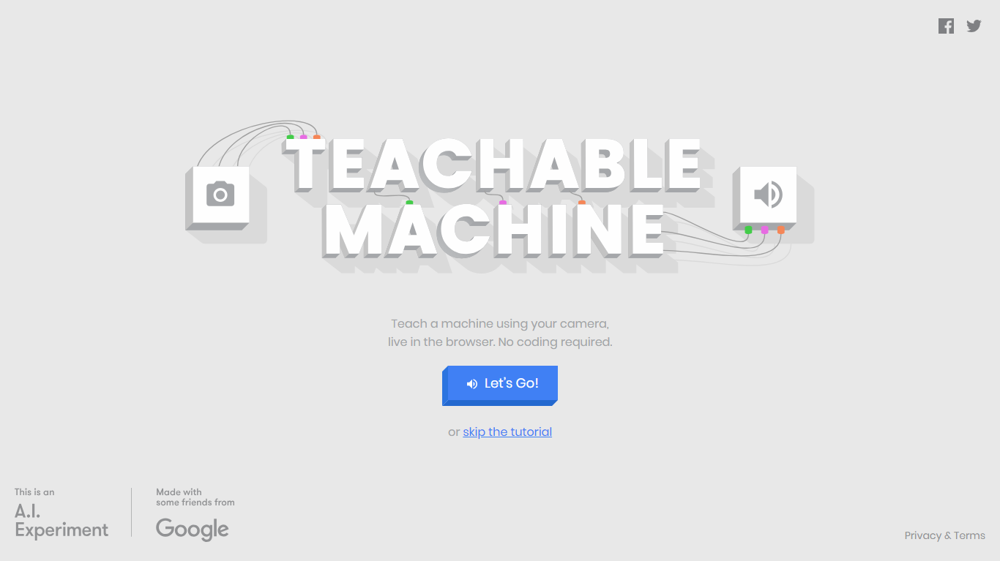 TEACHABLE
MACHINE
Teach a machine using your camera,
live in the browser. No coding required.
Let's Go!
or skip the tutorial
This is an
A.I.
Experiment
Made with
some friends from
Google
Privacy & Terms